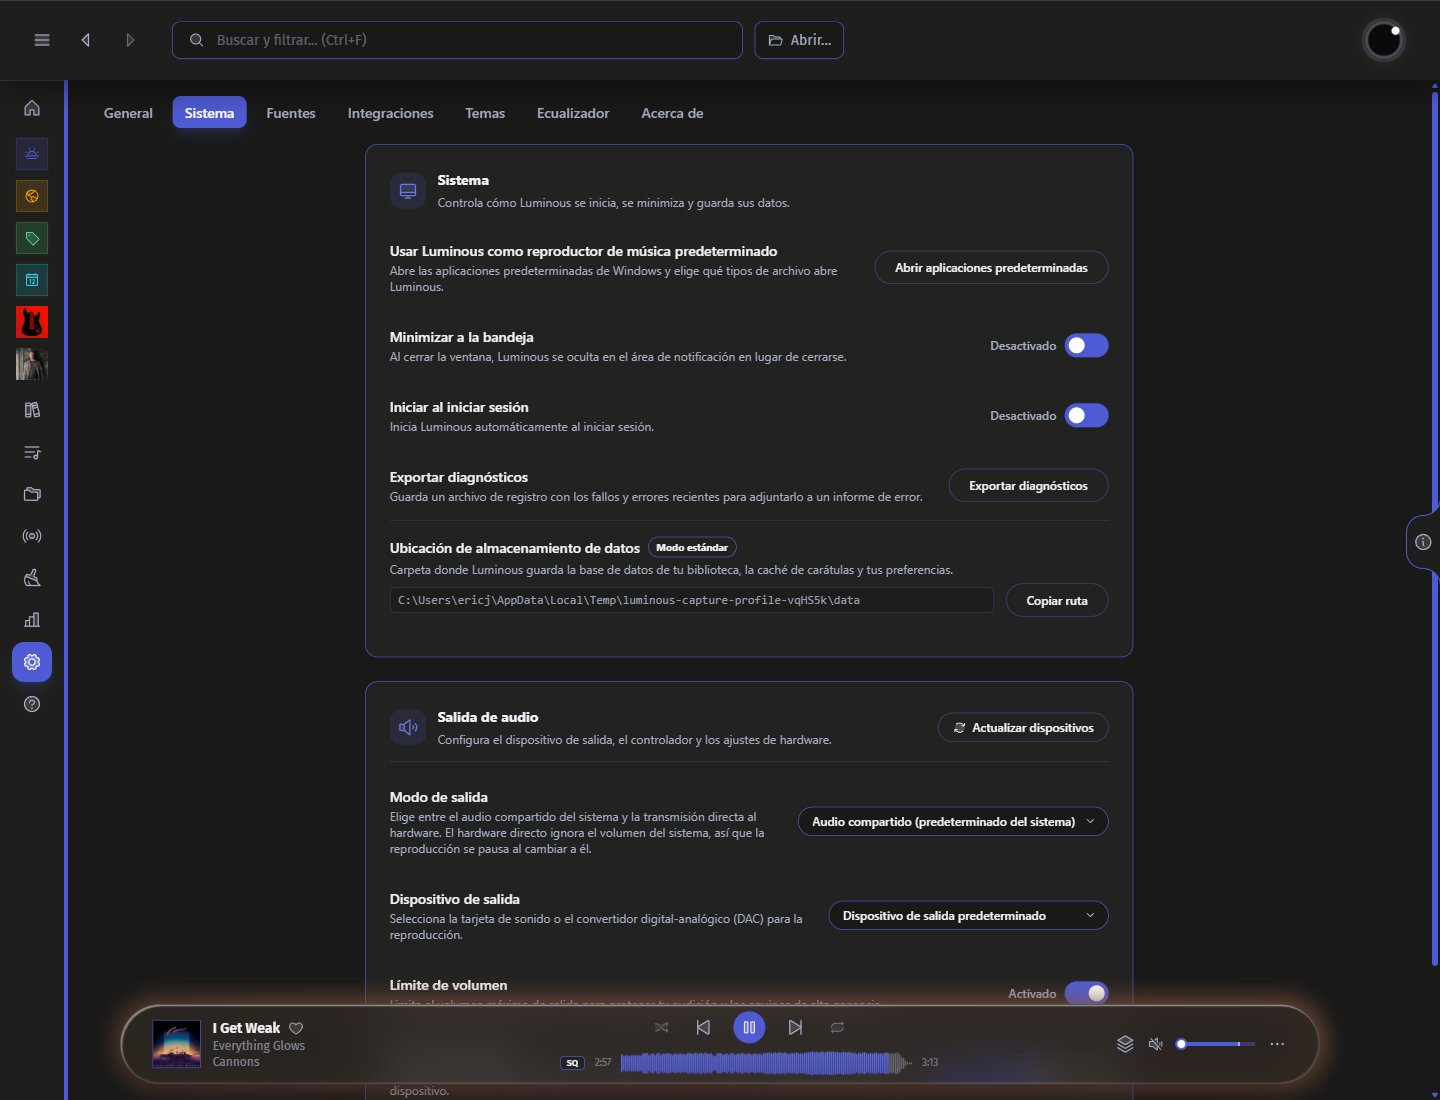 Buscar y filtrar... (Ctrl+F)
Abrir...
General
Sistema
Fuentes
Integraciones
Temas
Ecualizador
Acerca de
Sistema
Controla cómo Luminous se inicia, se minimiza y guarda sus datos.
Usar Luminous como reproductor de música predeterminado
Abre las aplicaciones predeterminadas de Windows y elige qué tipos de archivo abre
Luminous.
Abrir aplicaciones predeterminadas
Minimizar a la bandeja
Al cerrar la ventana, Luminous se oculta en el área de notificación en lugar de cerrarse.
Desactivado
Iniciar al iniciar sesión
Inicia Luminous automáticamente al iniciar sesión.
Desactivado
Exportar diagnósticos
Guarda un archivo de registro con los fallos y errores recientes para adjuntarlo a un informe de error.
Exportar diagnósticos
Ubicación de almacenamiento de datos
Modo estándar
Carpeta donde Luminous guarda la base de datos de tu biblioteca, la caché de carátulas y tus preferencias.
C:\Users\ericj\AppData\Local\Temp\luminous-capture-profile-vqHS5k\data
Copiar ruta
Salida de audio
Configura el dispositivo de salida, el controlador y los ajustes de hardware.
Actualizar dispositivos
Modo de salida
Elige entre el audio compartido del sistema y la transmisión directa al
hardware. El hardware directo ignora el volumen del sistema, así que la
reproducción se pausa al cambiar a él.
Audio compartido (predeterminado del sistema)
Dispositivo de salida
Selecciona la tarjeta de sonido o el convertidor digital-analógico (DAC) para la
reproducción.
Dispositivo de salida predeterminado
Límite de volumen
Activado
I Get Weak
Everything Glows
Cannons
SQ
2:57
3:13
dispositivo.
12